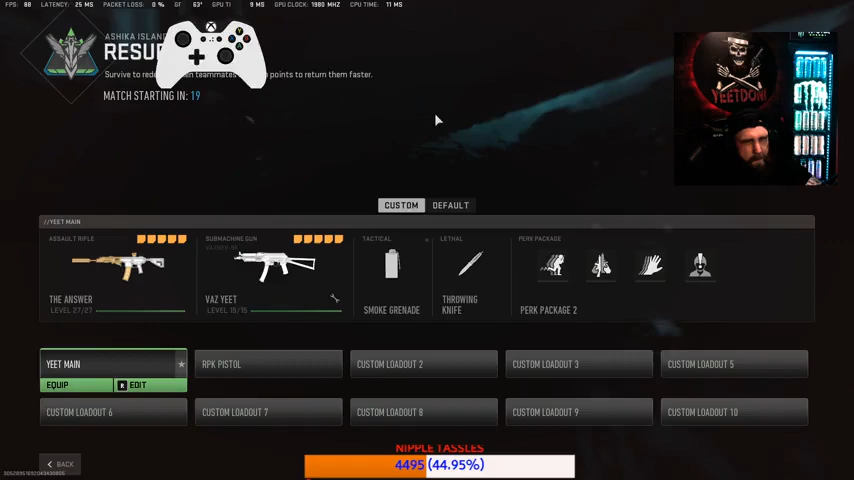 FPS: 88 LATENCY: 25 MS PACKET LOSS: 0 % GPU TI 63° 9 MS GPU CLOCK: 1980 MHZ CPU TIME: 11 MS
ASHIKA ISLAND
RESU
Survive to rede teammates points to return them faster.
MATCH STARTING IN: 19
YEETDON
CUSTOM DEFAULT
//YEET MAIN
ASSAULT RIFLE SUBMACHINE GUN TACTICAL LETHAL PERK PACKAGE
VAZNEV-9K
THE ANSWER VAZ YEET SMOKE GRENADE THROWING KNIFE PERK PACKAGE 2
LEVEL 27/27 LEVEL 15/15
YEET MAIN RPK PISTOL CUSTOM LOADOUT 2 CUSTOM LOADOUT 3 CUSTOM LOADOUT 5
EQUIP R EDIT
CUSTOM LOADOUT 6 CUSTOM LOADOUT 7 CUSTOM LOADOUT 8 CUSTOM LOADOUT 9 CUSTOM LOADOUT 10
NIPPLE TASSLES
BACK 4495 (44.95%)